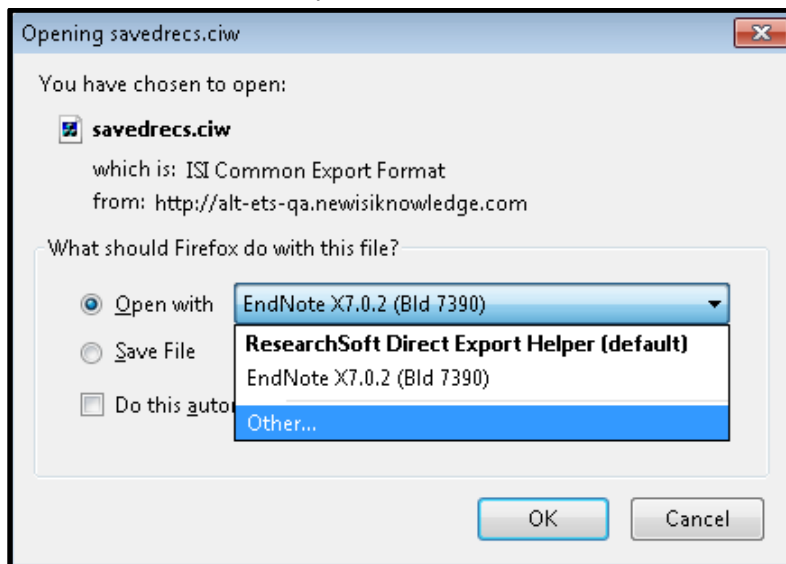 Opening savedrecs.ciw
You have chosen to open:
savedrecs.ciw
which is: ISI Common Export Format
from: http://alt-ets-qa.newisiknowledge.com
What should Firefox do with this file?
Open with EndNote X7.0.2 (Bld 7390)
Save File
ResearchSoft Direct Export Helper (default)
EndNote X7.0.2 (Bld 7390)
Do this auto
Other...
OK Cancel